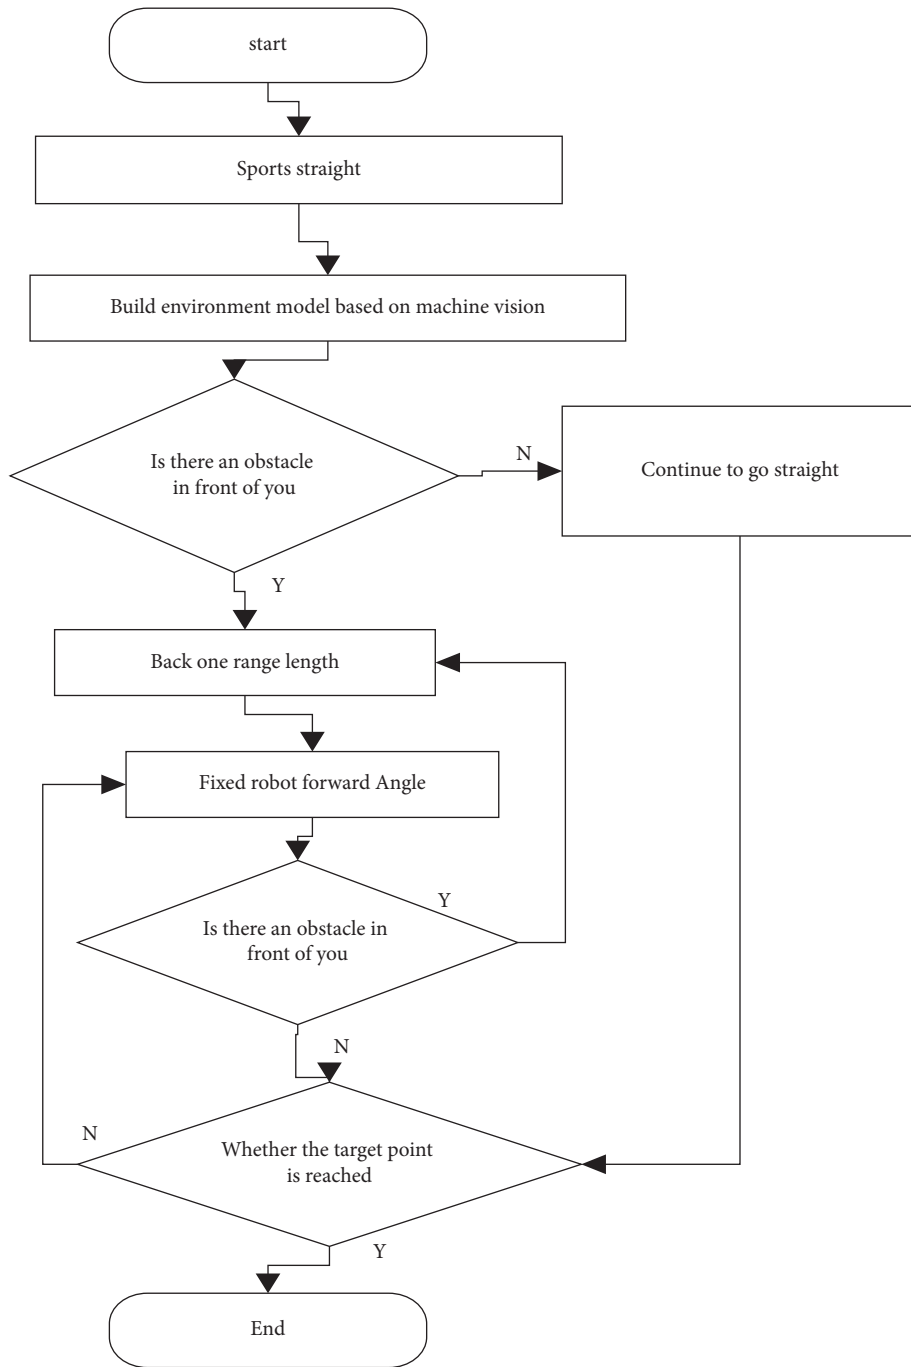 start
Sports straight
Build environment model based on machine vision
Is there an obstacle
in front of you
N
Continue to go straight
Y
Back one range length
Fixed robot forward Angle
Y
Is there an obstacle in
front of you
N
N
Whether the target point
is reached
Y
End